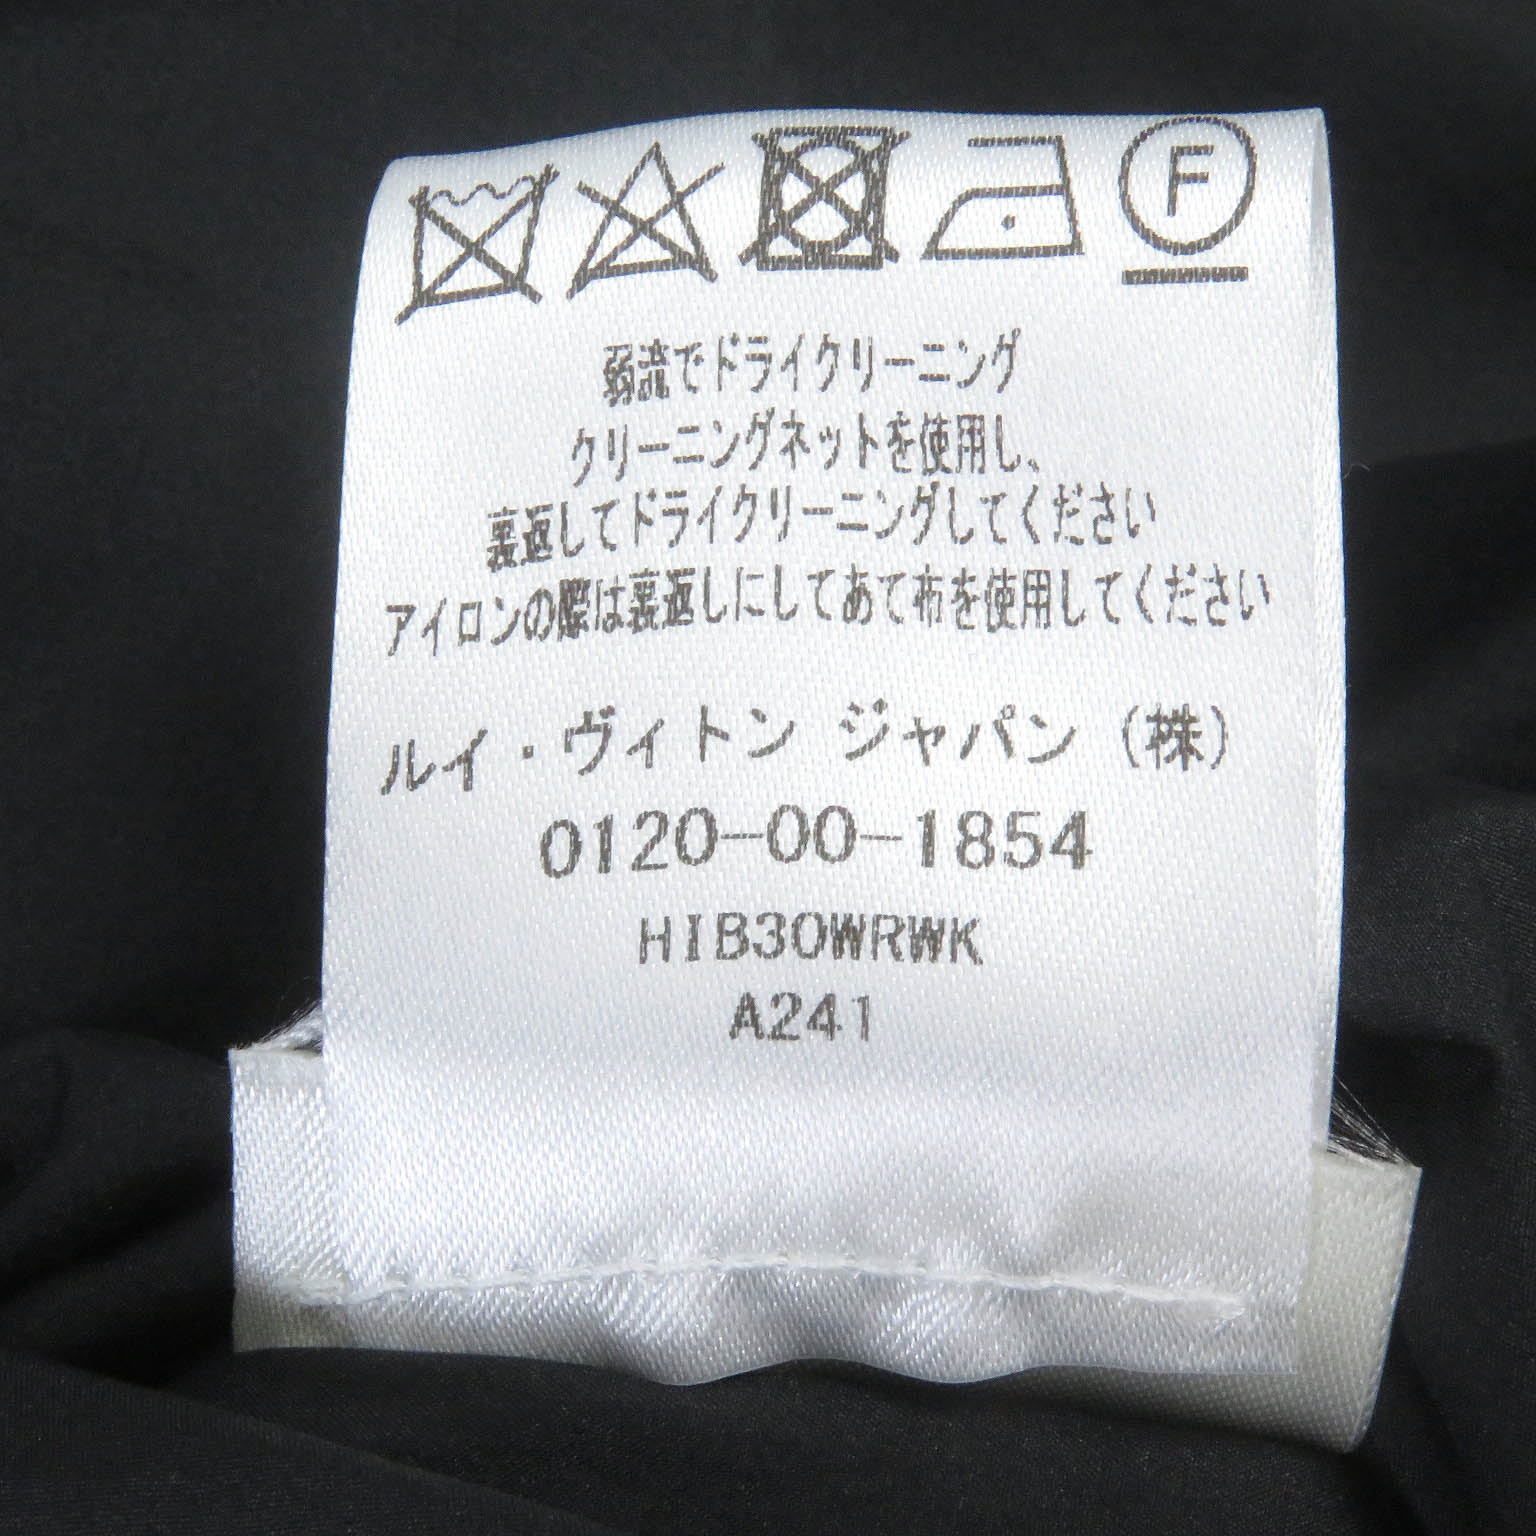 F
弱流でドライクリーニング
クリーニングネットを使用し、
裏返してドライクリーニングしてください
アイロンの際は裏返しにしてあて布を使用してください
ルイ・ヴィトン ジャパン (株)
0120-00-1854
HIB30WRWK
A241